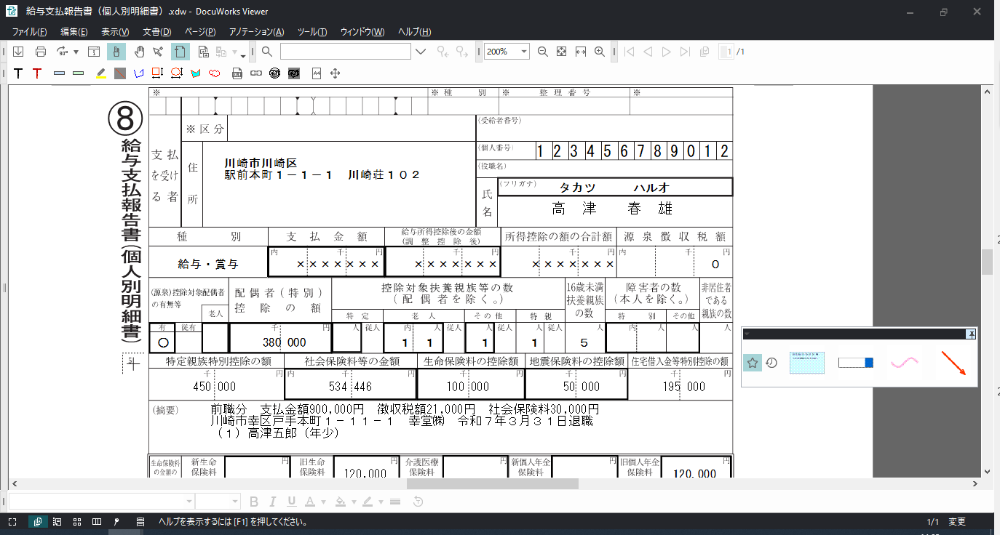 給与支払報告書（個人別明細書）.xdw - DocuWorks Viewer
ファイル(F) 編集(E) 表示(V) 文書(D) ページ(P) アノテーション(A) ツール(T) ウィンドウ(W) ヘルプ(H)
200%
1 /1
⑧給与支払報告書(個人別明細書)
※ ※種別 ※ 整理番号 ※
※区分
(受給者番号)
(個人番号) 1 2 3 4 5 6 7 8 9 0 1 2
(役職名)
支払を受ける者
住所
川崎市川崎区
駅前本町１－１－１ 川崎荘１０２
氏名
(フリガナ) タカツ ハルオ
高津 春雄
種別 支払金額 給与所得控除後の金額(調整控除後) 所得控除の額の合計額 源泉徴収税額
給与・賞与
内 千 円 ×××××××
千 円 ×××××××
千 円 ×××××××
内 千 円 0
(源泉)控除対象配偶者の有無等 老人
配偶者(特別)控除の額
控除対象扶養親族等の数(配偶者を除く。)
特定 老人 その他 特親
16歳未満扶養親族の数
障害者の数(本人を除く。)
特別 その他
非居住者である親族の数
有 従有 千 円 人 従人 内 人 従人 人 従人 人 従人 人 内 人 人 人
○ 380 000 1 1 1 1 5
特定親族特別控除の額 社会保険料等の金額 生命保険料の控除額 地震保険料の控除額 住宅借入金等特別控除の額
千 円 内 千 円 千 円 千 円 千 円
450 000 534 446 100 000 50 000 195 000
(摘要)
前職分 支払金額900,000円 徴収税額21,000円 社会保険料30,000円
川崎市幸区戸手本町１－１１－１ 幸堂㈱ 令和７年３月３１日退職
（１）高津五郎（年少）
生命保険料の金額の 新生命保険料 円 旧生命保険料 円 120,000 介護医療保険料 円 新個人年金保険料 円 旧個人年金保険料 円 120,000
B I U A
ヘルプを表示するには [F1] を押してください。
1/1 変更